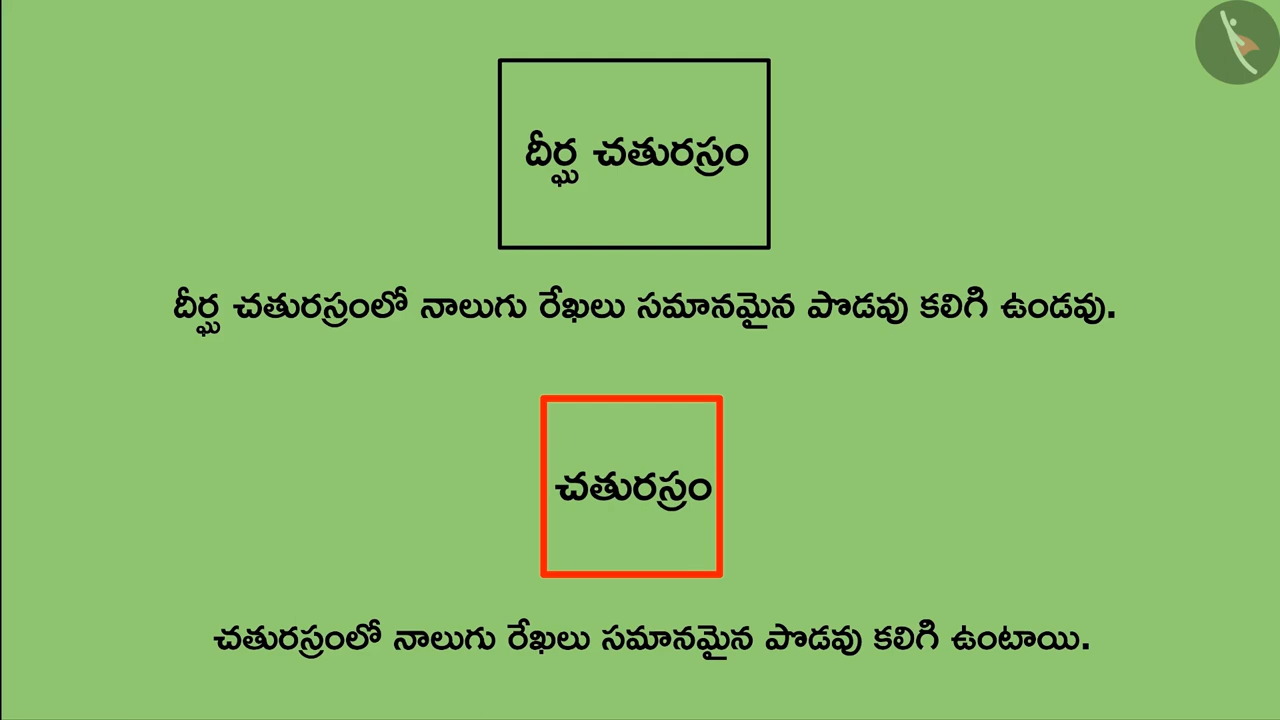 దీర్ఘ చతురస్రం
దీర్ఘ చతురస్రంలో నాలుగు రేఖలు సమానమైన పొడవు కలిగి ఉండవు.
చతురస్రం
చతురస్రంలో నాలుగు రేఖలు సమానమైన పొడవు కలిగి ఉంటాయి.